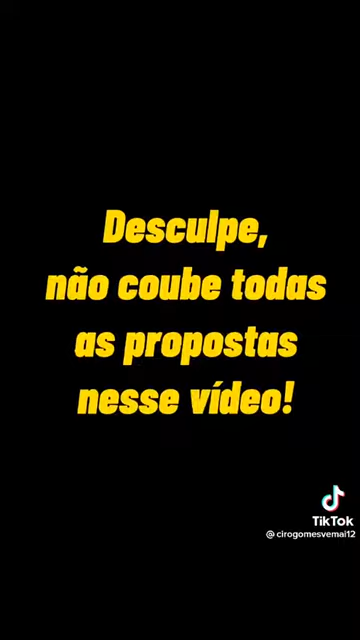 Desculpe,
não coube todas
as propostas
nesse vídeo!
TikTok
@ cirogomesvemai12